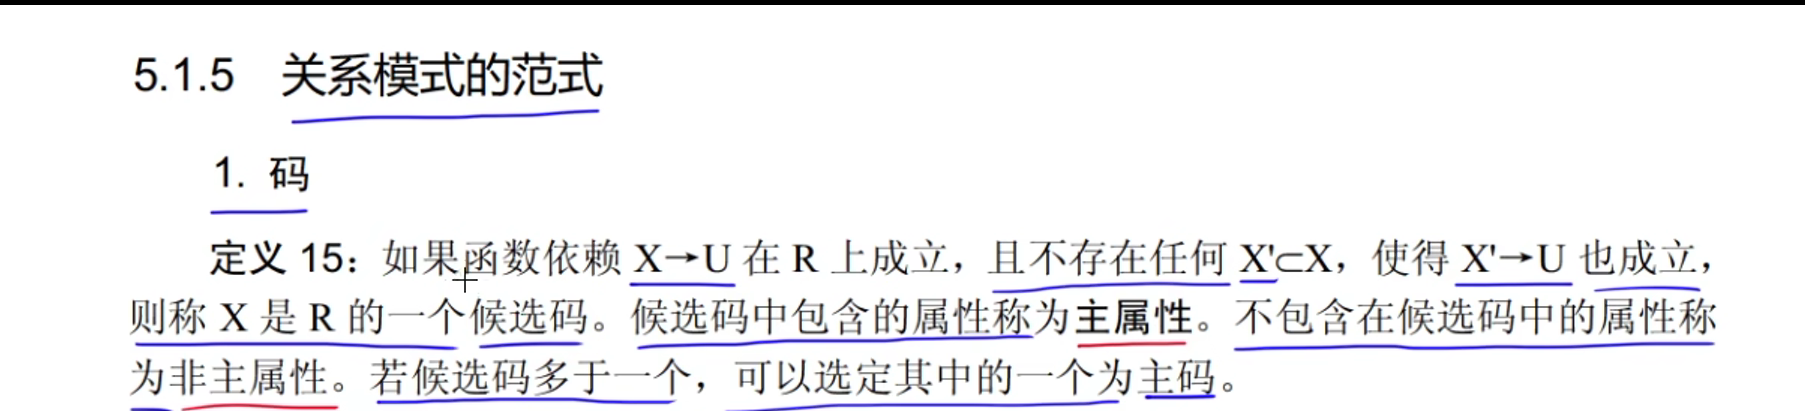 5.1.5 关系模式的范式
1. 码
定义 15：如果函数依赖 X→U 在 R 上成立，且不存在任何 X'⊂X，使得 X'→U 也成立，
则称 X 是 R 的一个候选码。候选码中包含的属性称为主属性。不包含在候选码中的属性称
为非主属性。若候选码多于一个，可以选定其中的一个为主码。